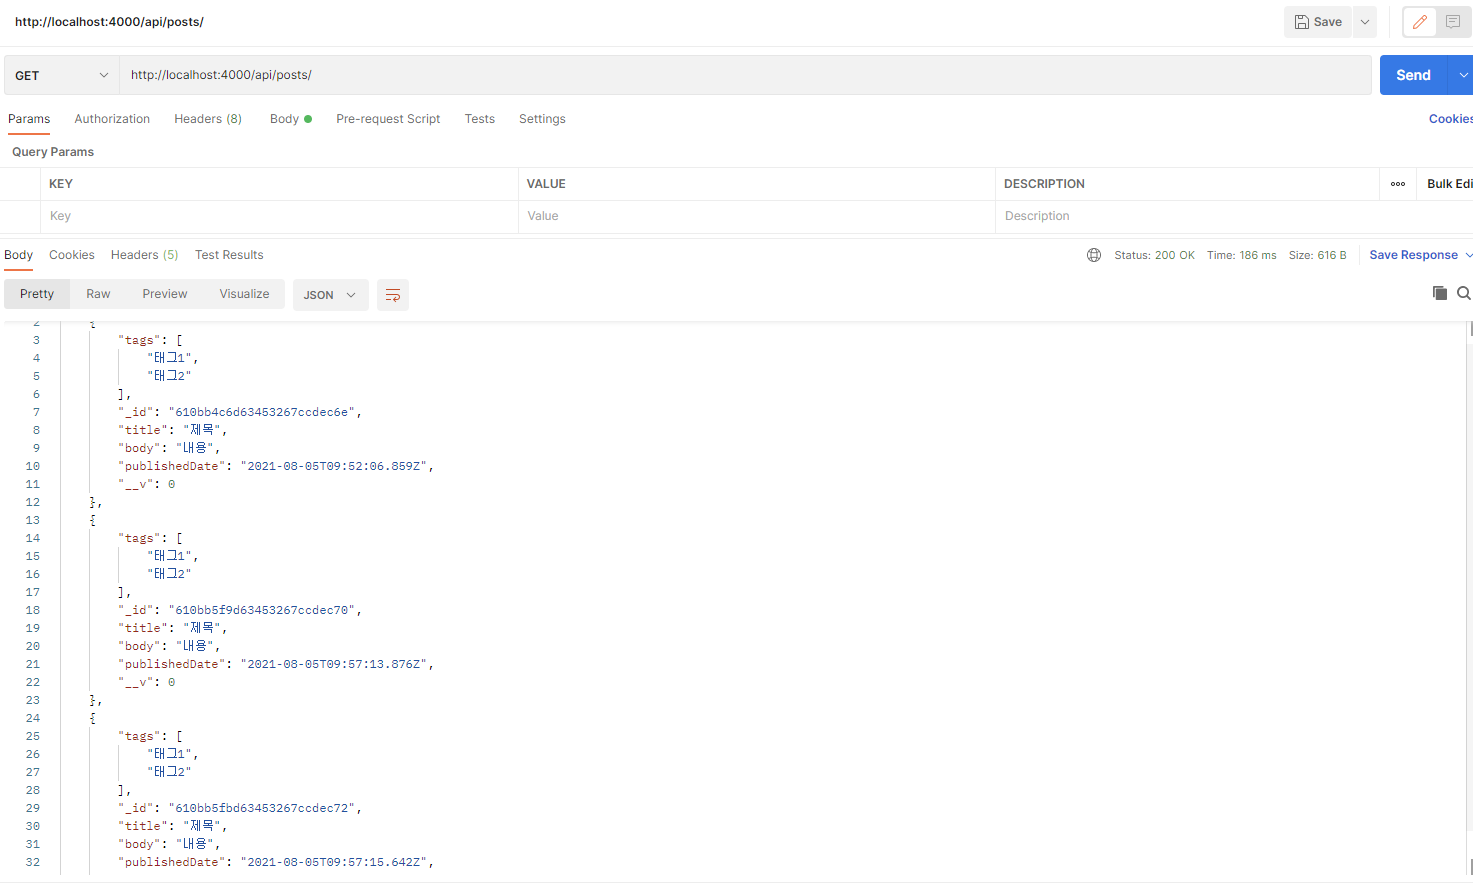 http://localhost:4000/api/posts/
Save
GET http://localhost:4000/api/posts/ Send
Params Authorization Headers (8) Body Pre-request Script Tests Settings Cookies
Query Params
KEY VALUE DESCRIPTION Bulk Edi
Key Value Description
Body Cookies Headers (5) Test Results Status: 200 OK Time: 186 ms Size: 616 B Save Response
Pretty Raw Preview Visualize JSON
2 {
3 "tags": [
4 "태그1",
5 "태그2"
6 ],
7 "_id": "610bb4c6d63453267ccdec6e",
8 "title": "제목",
9 "body": "내용",
10 "publishedDate": "2021-08-05T09:52:06.859Z",
11 "__v": 0
12 },
13 {
14 "tags": [
15 "태그1",
16 "태그2"
17 ],
18 "_id": "610bb5f9d63453267ccdec70",
19 "title": "제목",
20 "body": "내용",
21 "publishedDate": "2021-08-05T09:57:13.876Z",
22 "__v": 0
23 },
24 {
25 "tags": [
26 "태그1",
27 "태그2"
28 ],
29 "_id": "610bb5fbd63453267ccdec72",
30 "title": "제목",
31 "body": "내용",
32 "publishedDate": "2021-08-05T09:57:15.642Z",